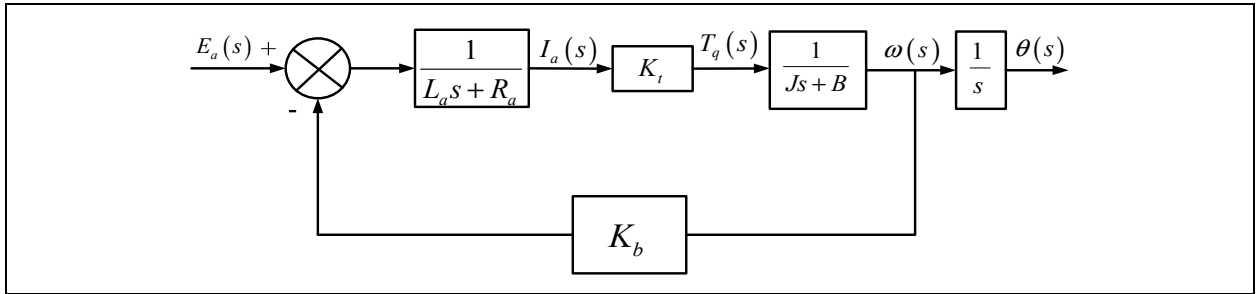 E_a(s) +
-
1
L_a s + R_a
I_a(s)
K_t
T_q(s)
1
Js + B
ω(s)
1
s
θ(s)
K_b